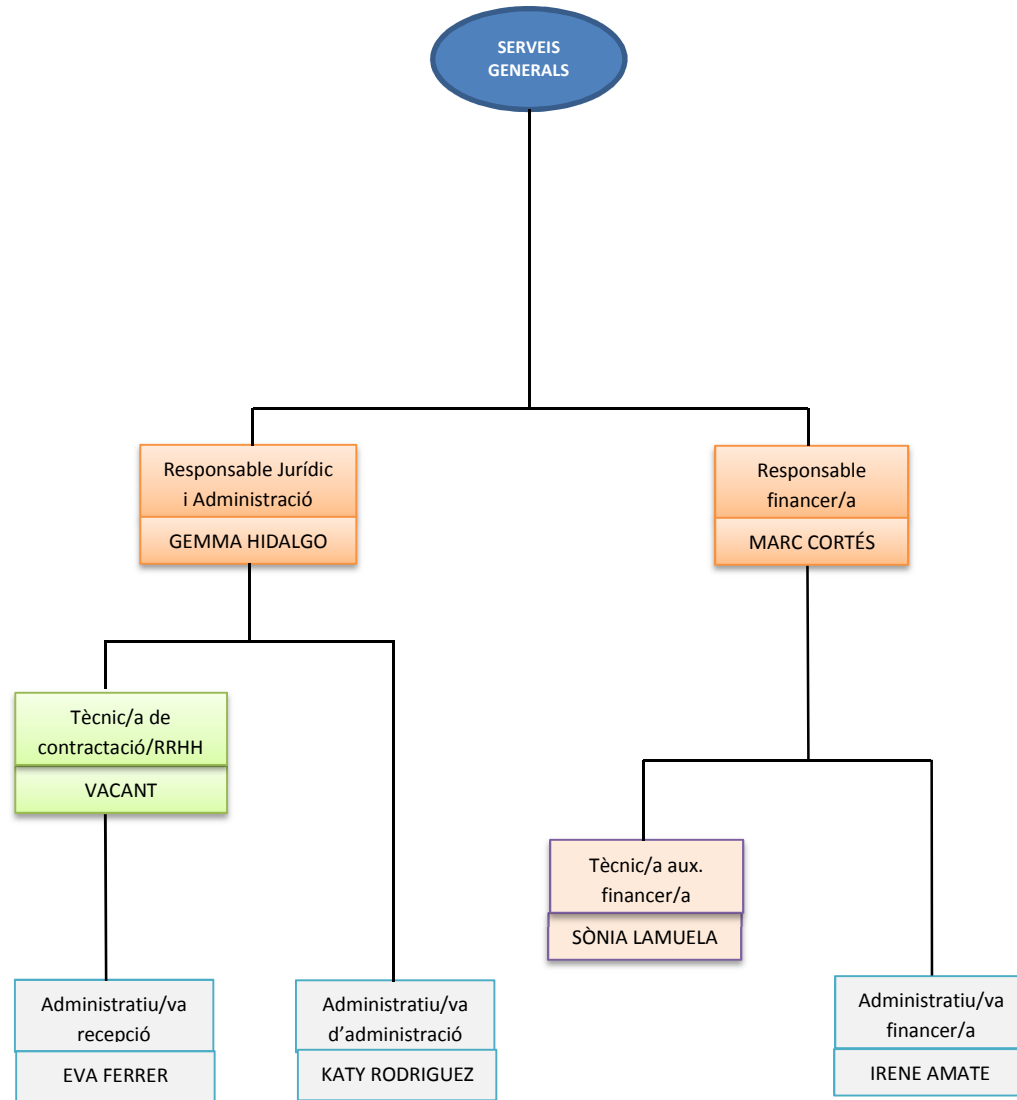 SERVEIS
GENERALS
Responsable Jurídic
i Administració
GEMMA HIDALGO
Responsable
financer/a
MARC CORTÉS
Tècnic/a de
contractació/RRHH
VACANT
Tècnic/a aux.
financer/a
SÒNIA LAMUELA
Administratiu/va
recepció
EVA FERRER
Administratiu/va
d’administració
KATY RODRIGUEZ
Administratiu/va
financer/a
IRENE AMATE